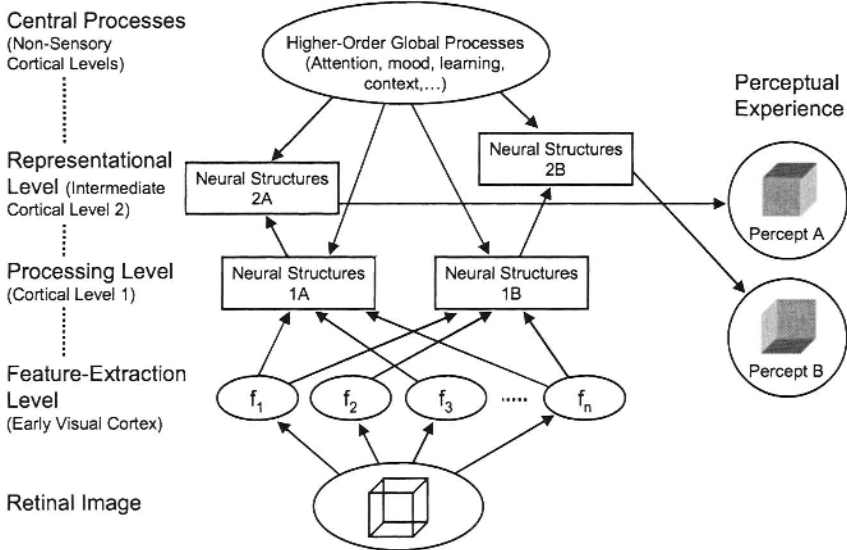 Central Processes
(Non-Sensory
Cortical Levels)
Higher-Order Global Processes
(Attention, mood, learning,
context,...)
Perceptual
Experience
Representational
Level (Intermediate
Cortical Level 2)
Neural Structures
2A
Neural Structures
2B
Percept A
Processing Level
(Cortical Level 1)
Neural Structures
1A
Neural Structures
1B
Percept B
Feature-Extraction
Level
(Early Visual Cortex)
f1
f2
f3
.....
fn
Retinal Image